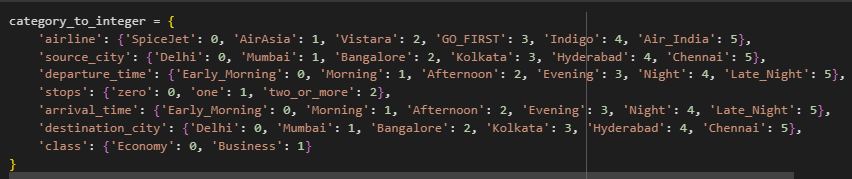 category_to_integer = {
    'airline': {'SpiceJet': 0, 'AirAsia': 1, 'Vistara': 2, 'GO_FIRST': 3, 'Indigo': 4, 'Air_India': 5},
    'source_city': {'Delhi': 0, 'Mumbai': 1, 'Bangalore': 2, 'Kolkata': 3, 'Hyderabad': 4, 'Chennai': 5},
    'departure_time': {'Early_Morning': 0, 'Morning': 1, 'Afternoon': 2, 'Evening': 3, 'Night': 4, 'Late_Night': 5},
    'stops': {'zero': 0, 'one': 1, 'two_or_more': 2},
    'arrival_time': {'Early_Morning': 0, 'Morning': 1, 'Afternoon': 2, 'Evening': 3, 'Night': 4, 'Late_Night': 5},
    'destination_city': {'Delhi': 0, 'Mumbai': 1, 'Bangalore': 2, 'Kolkata': 3, 'Hyderabad': 4, 'Chennai': 5},
    'class': {'Economy': 0, 'Business': 1}
}